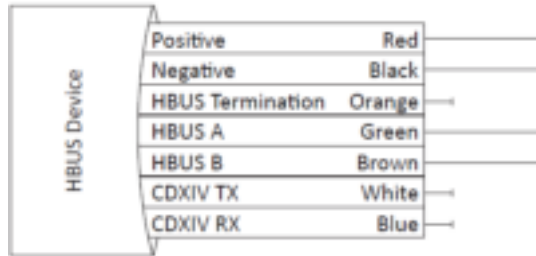 HBUS Device
Positive Red
Negative Black
HBUS Termination Orange
HBUS A Green
HBUS B Brown
CDXIV TX White
CDXIV RX Blue